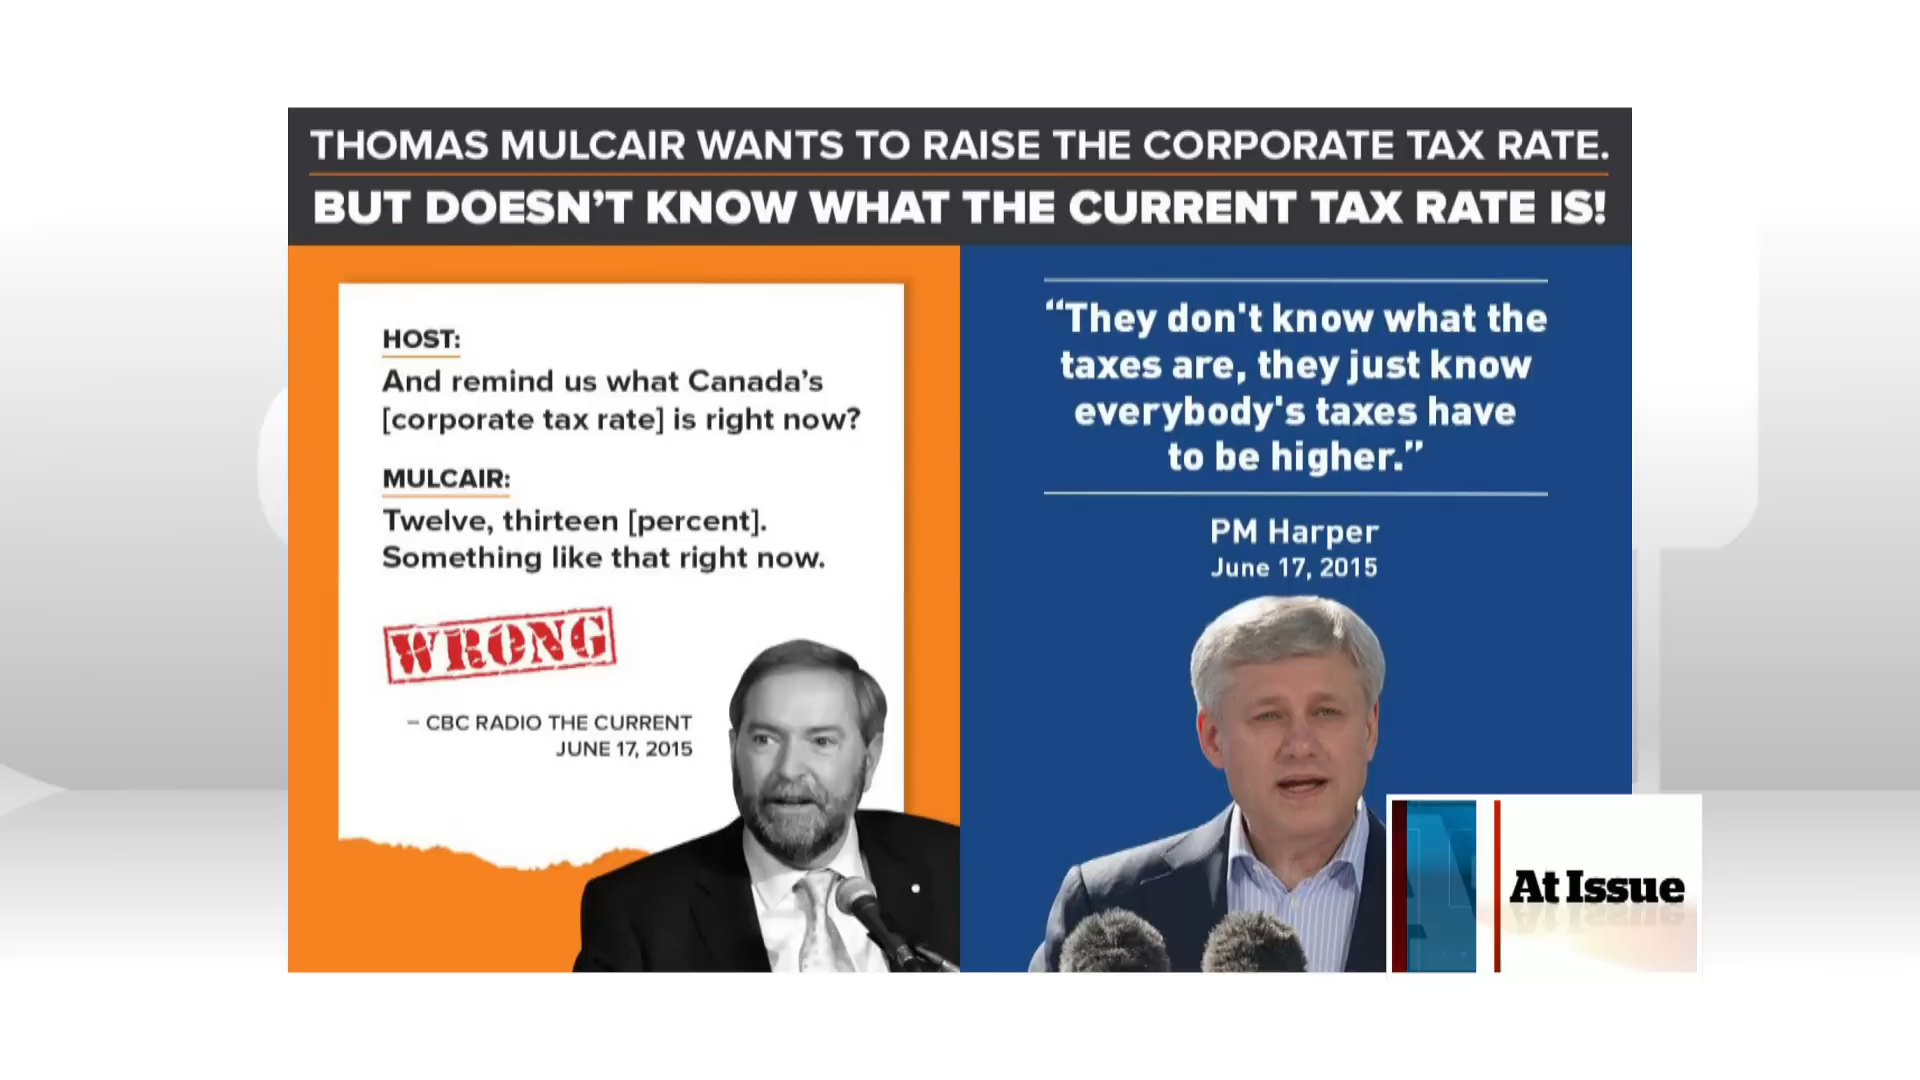 THOMAS MULCAIR WANTS TO RAISE THE CORPORATE TAX RATE.
BUT DOESN'T KNOW WHAT THE CURRENT TAX RATE IS!
HOST:
And remind us what Canada's
[corporate tax rate] is right now?
MULCAIR:
Twelve, thirteen [percent].
Something like that right now.
WRONG
– CBC RADIO THE CURRENT
JUNE 17, 2015
“They don't know what the
taxes are, they just know
everybody's taxes have
to be higher.”
PM Harper
June 17, 2015
At Issue